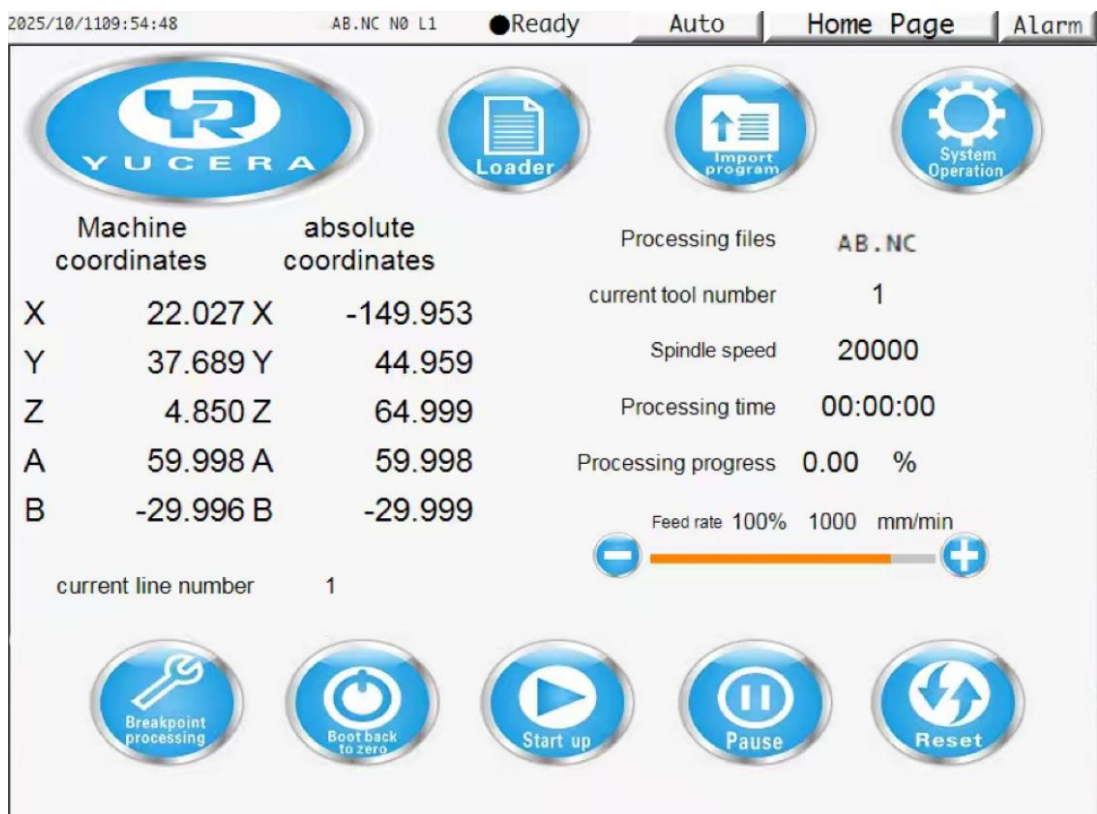 2025/10/1109:54:48 AB.NC N0 L1 ●Ready Auto Home Page Alarm
YR
YUCERA
Loader
Import
program
System
Operation
Machine
coordinates
absolute
coordinates
X 22.027 X -149.953
Y 37.689 Y 44.959
Z 4.850 Z 64.999
A 59.998 A 59.998
B -29.996 B -29.999
current line number 1
Processing files AB.NC
current tool number 1
Spindle speed 20000
Processing time 00:00:00
Processing progress 0.00 %
Feed rate 100% 1000 mm/min
Breakpoint
processing
Boot back
to zero
Start up
Pause
Reset